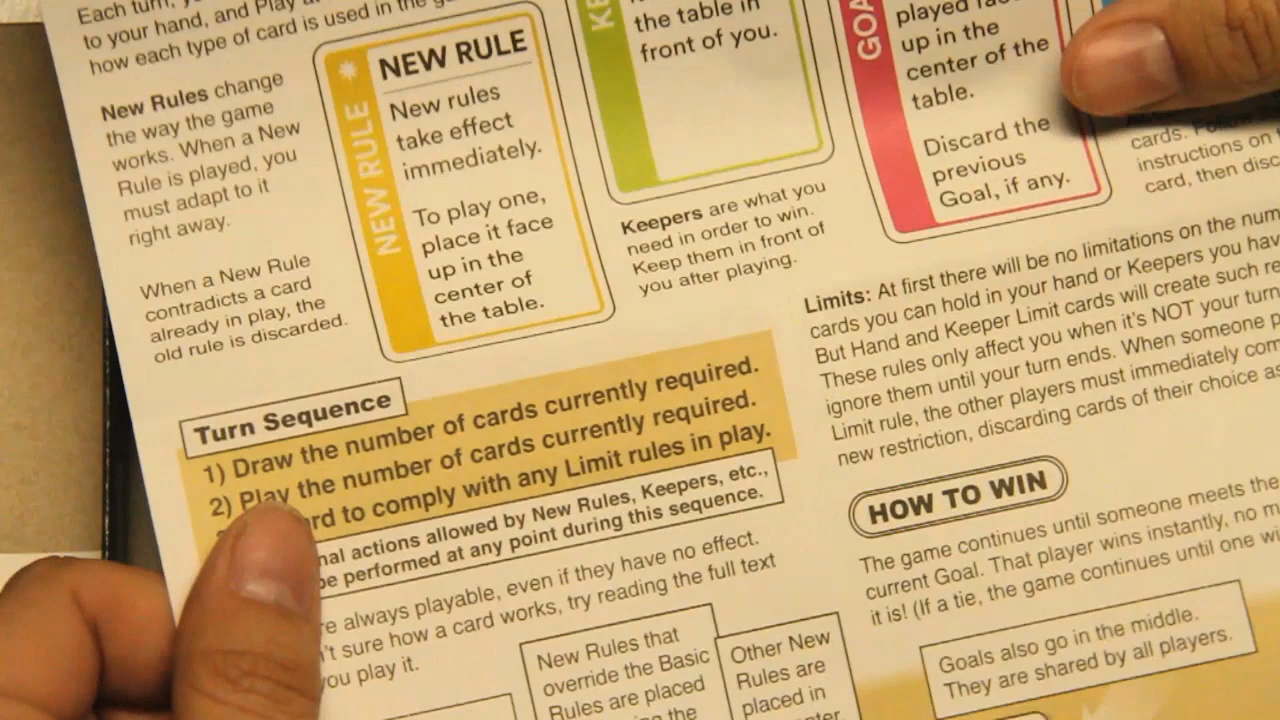 Each turn,
to your hand, and Play
how each type of card is used in the
New Rules change
the way the game
works. When a New
Rule is played, you
must adapt to it
right away.
When a New Rule
contradicts a card
already in play, the
old rule is discarded.
NEW RULE
NEW RULE
New rules
take effect
immediately.
To play one,
place it face
up in the
center of
the table.
the table in
front of you.
Keepers are what you
need in order to win.
Keep them in front of
you after playing.
played
up in the
center of the
table.
Discard the
previous
Goal, if any.
cards.
instructions on
card, then
Turn Sequence
1) Draw the number of cards currently required.
2) Play the number of cards currently required.
to comply with any Limit rules in play.
actions allowed by New Rules, Keepers, etc.,
be performed at any point during this sequence.
always playable, even if they have no effect.
sure how a card works, try reading the full text
play it.
New Rules that
override the Basic
Rules are placed
the
Other New
Rules are
placed in
Limits: At first there will be no limitations on the
cards you can hold in your hand or Keepers you
But Hand and Keeper Limit cards will create such
These rules only affect you when it's NOT your turn
ignore them until your turn ends. When someone
Limit rule, the other players must immediately
new restriction, discarding cards of their choice
HOW TO WIN
The game continues until someone meets the
current Goal. That player wins instantly, no
it is! (If a tie, the game continues until one
Goals also go in the middle.
They are shared by all players.